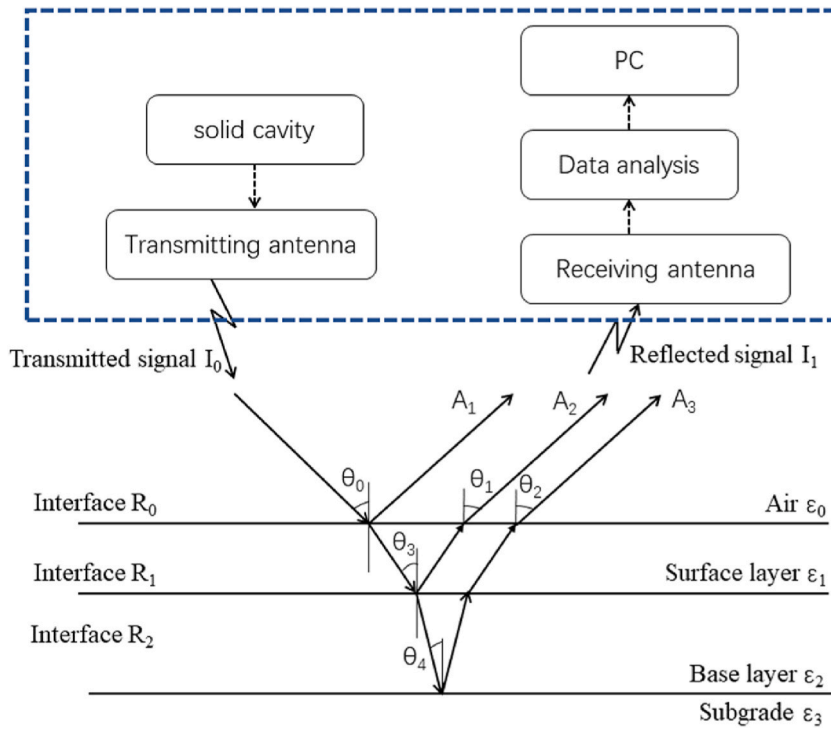 PC
solid cavity
Data analysis
Transmitting antenna
Receiving antenna
Transmitted signal I₀
Reflected signal I₁
A₁
A₂
A₃
θ₀
θ₁
θ₂
Interface R₀
Air ε₀
θ₃
Interface R₁
Surface layer ε₁
Interface R₂
θ₄
Base layer ε₂
Subgrade ε₃